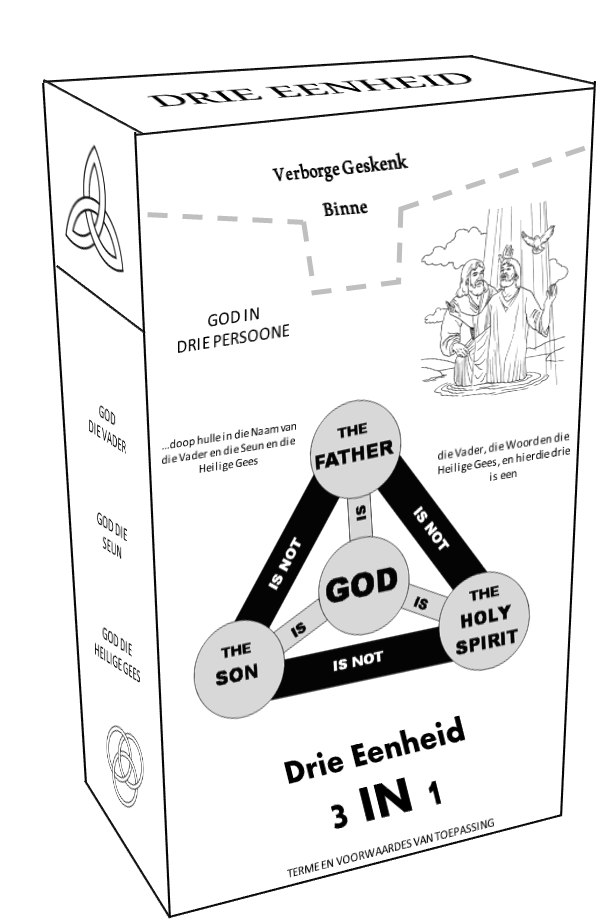 DRIE EENHEID
Verborge Geskenk
Binne
GOD IN
DRIE PERSOONE
...doop hulle in die Naam van
die Vader en die Seun en die
Heilige Gees
die Vader, die Woord en die
Heilige Gees, en hierdie drie
is een
THE
FATHER
IS
IS NOT
IS NOT
GOD
IS
IS
THE
SON
THE
HOLY
SPIRIT
IS NOT
Drie Eenheid
3 IN 1
TERME EN VOORWAARDES VAN TOEPASSING
GOD
DIE VADER
GOD DIE
SEUN
GOD DIE
HEILIGE GEES